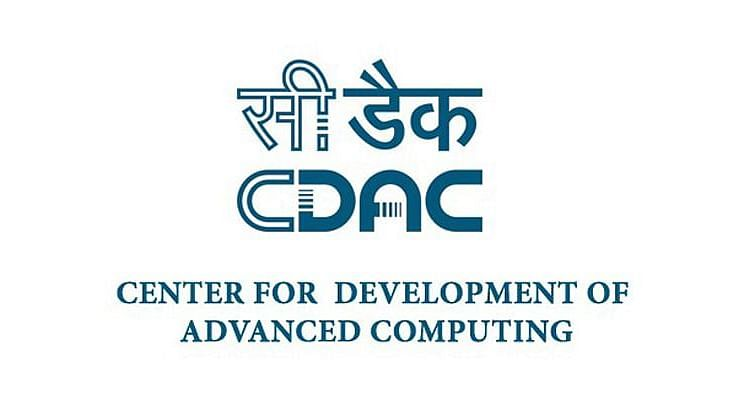 सी डैक
CDAC
CENTER FOR DEVELOPMENT OF
ADVANCED COMPUTING